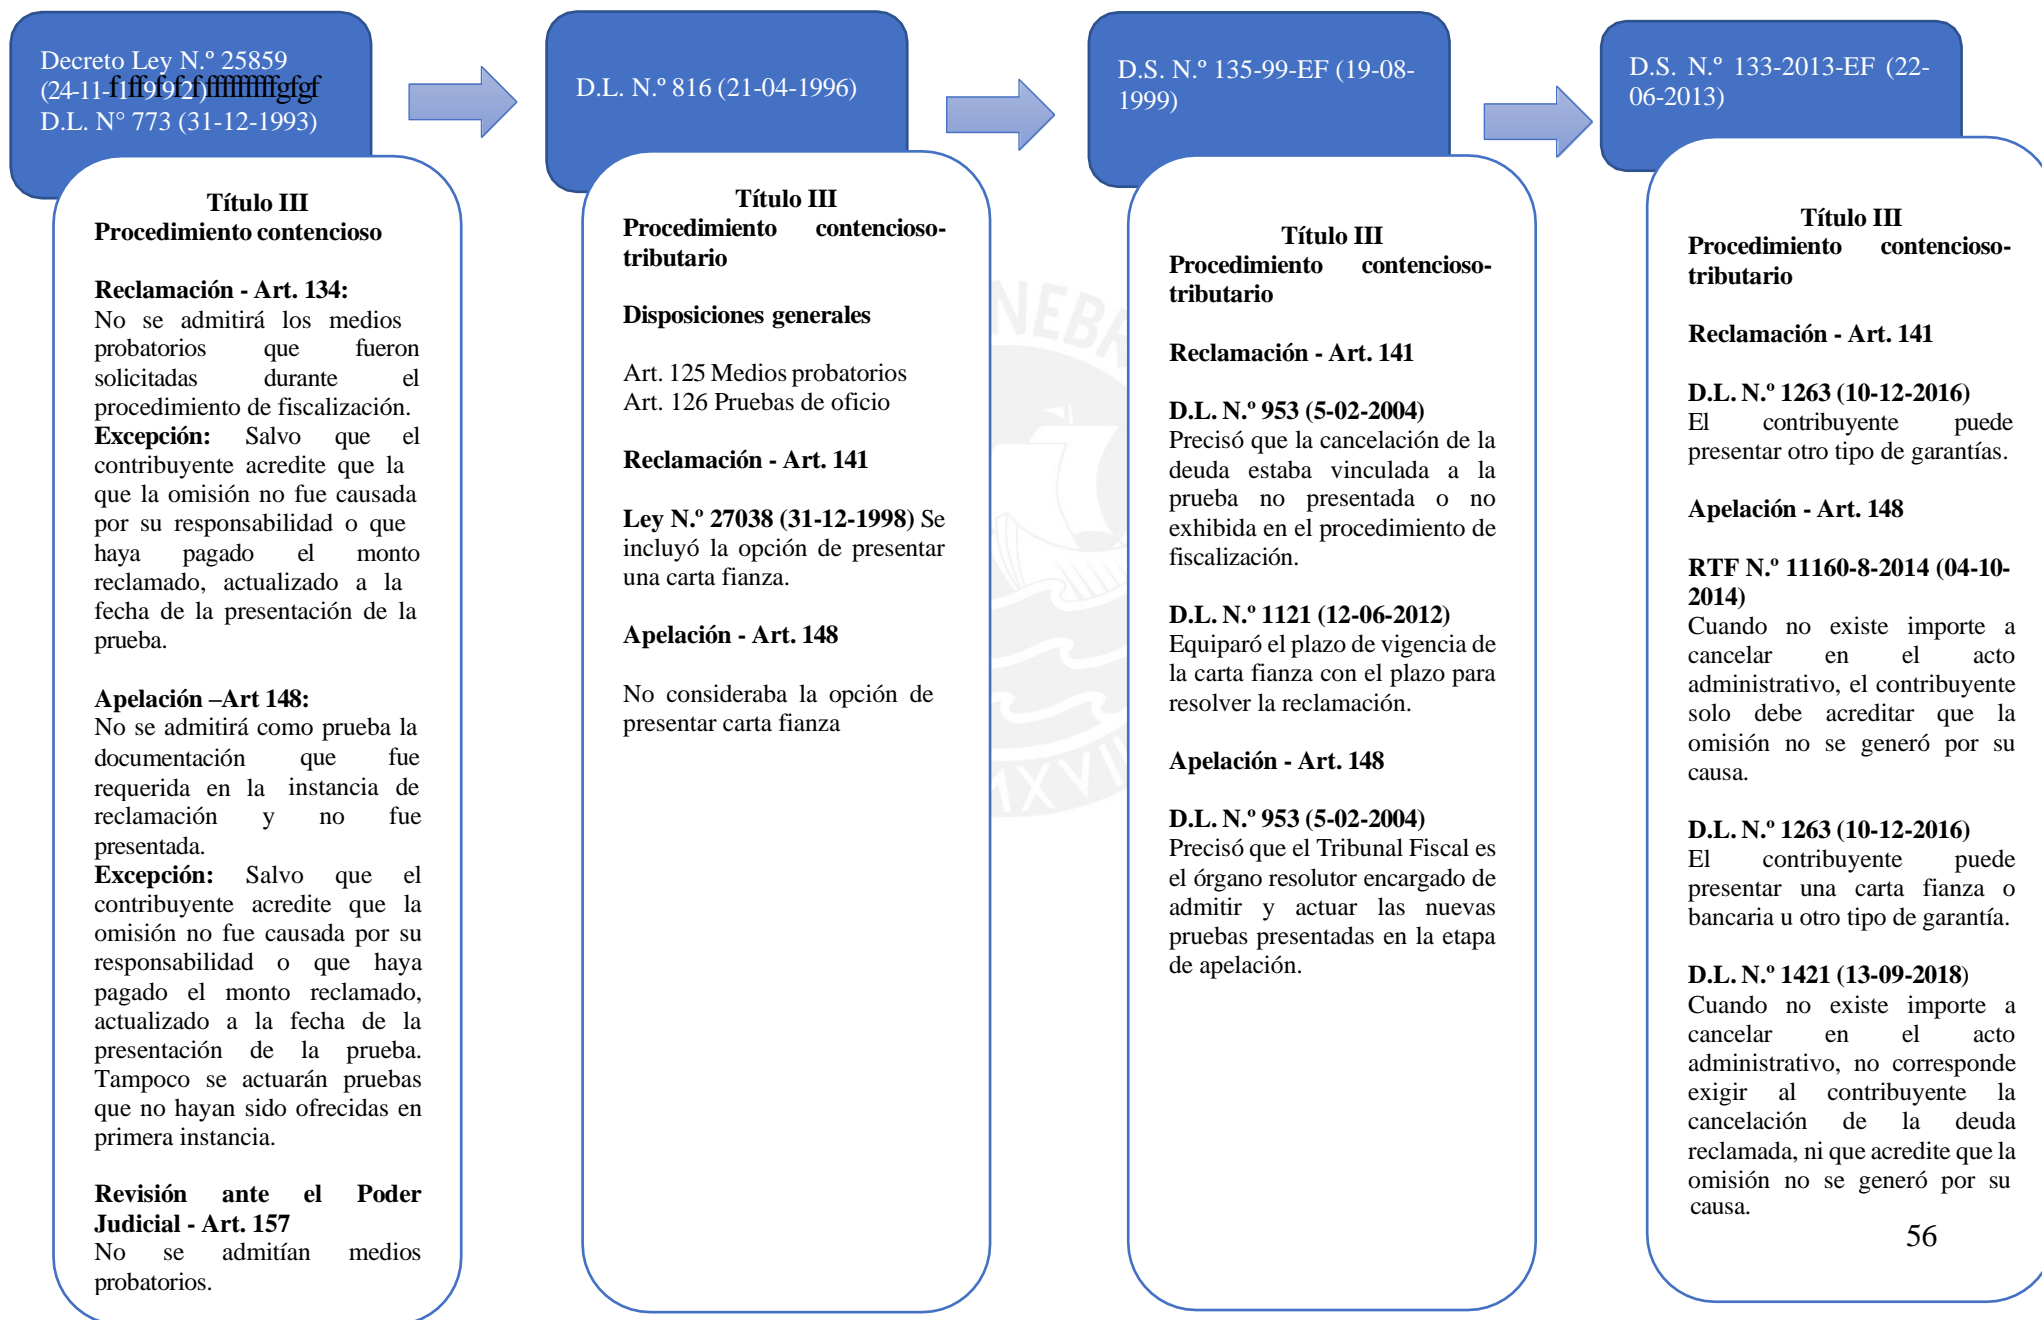 Decreto Ley N.º 25859
(24-11-
D.L. N° 773 (31-12-1993)
Título III
Procedimiento contencioso
Reclamación - Art. 134:
No se admitirá los medios
probatorios que fueron
solicitadas durante el
procedimiento de fiscalización.
Excepción: Salvo que el
contribuyente acredite que la
que la omisión no fue causada
por su responsabilidad o que
haya pagado el monto
reclamado, actualizado a la
fecha de la presentación de la
prueba.
Apelación –Art 148:
No se admitirá como prueba la
documentación que fue
requerida en la instancia de
reclamación y no fue
presentada.
Excepción: Salvo que el
contribuyente acredite que la
omisión no fue causada por su
responsabilidad o que haya
pagado el monto reclamado,
actualizado a la fecha de la
presentación de la prueba.
Tampoco se actuarán pruebas
que no hayan sido ofrecidas en
primera instancia.
Revisión ante el Poder
Judicial - Art. 157
No se admitían medios
probatorios.
D.L. N.º 816 (21-04-1996)
Título III
Procedimiento contencioso-
tributario
Disposiciones generales
Art. 125 Medios probatorios
Art. 126 Pruebas de oficio
Reclamación - Art. 141
Ley N.º 27038 (31-12-1998) Se
incluyó la opción de presentar
una carta fianza.
Apelación - Art. 148
No consideraba la opción de
presentar carta fianza
D.S. N.º 135-99-EF (19-08-
1999)
Título III
Procedimiento contencioso-
tributario
Reclamación - Art. 141
D.L. N.º 953 (5-02-2004)
Precisó que la cancelación de la
deuda estaba vinculada a la
prueba no presentada o no
exhibida en el procedimiento de
fiscalización.
D.L. N.º 1121 (12-06-2012)
Equiparó el plazo de vigencia de
la carta fianza con el plazo para
resolver la reclamación.
Apelación - Art. 148
D.L. N.º 953 (5-02-2004)
Precisó que el Tribunal Fiscal es
el órgano resolutor encargado de
admitir y actuar las nuevas
pruebas presentadas en la etapa
de apelación.
D.S. N.º 133-2013-EF (22-
06-2013)
Título III
Procedimiento contencioso-
tributario
Reclamación - Art. 141
D.L. N.º 1263 (10-12-2016)
El contribuyente puede
presentar otro tipo de garantías.
Apelación - Art. 148
RTF N.º 11160-8-2014 (04-10-
2014)
Cuando no existe importe a
cancelar en el acto
administrativo, el contribuyente
solo debe acreditar que la
omisión no se generó por su
causa.
D.L. N.º 1263 (10-12-2016)
El contribuyente puede
presentar una carta fianza o
bancaria u otro tipo de garantía.
D.L. N.º 1421 (13-09-2018)
Cuando no existe importe a
cancelar en el acto
administrativo, no corresponde
exigir al contribuyente la
cancelación de la deuda
reclamada, ni que acredite que la
omisión no se generó por su
causa.
56